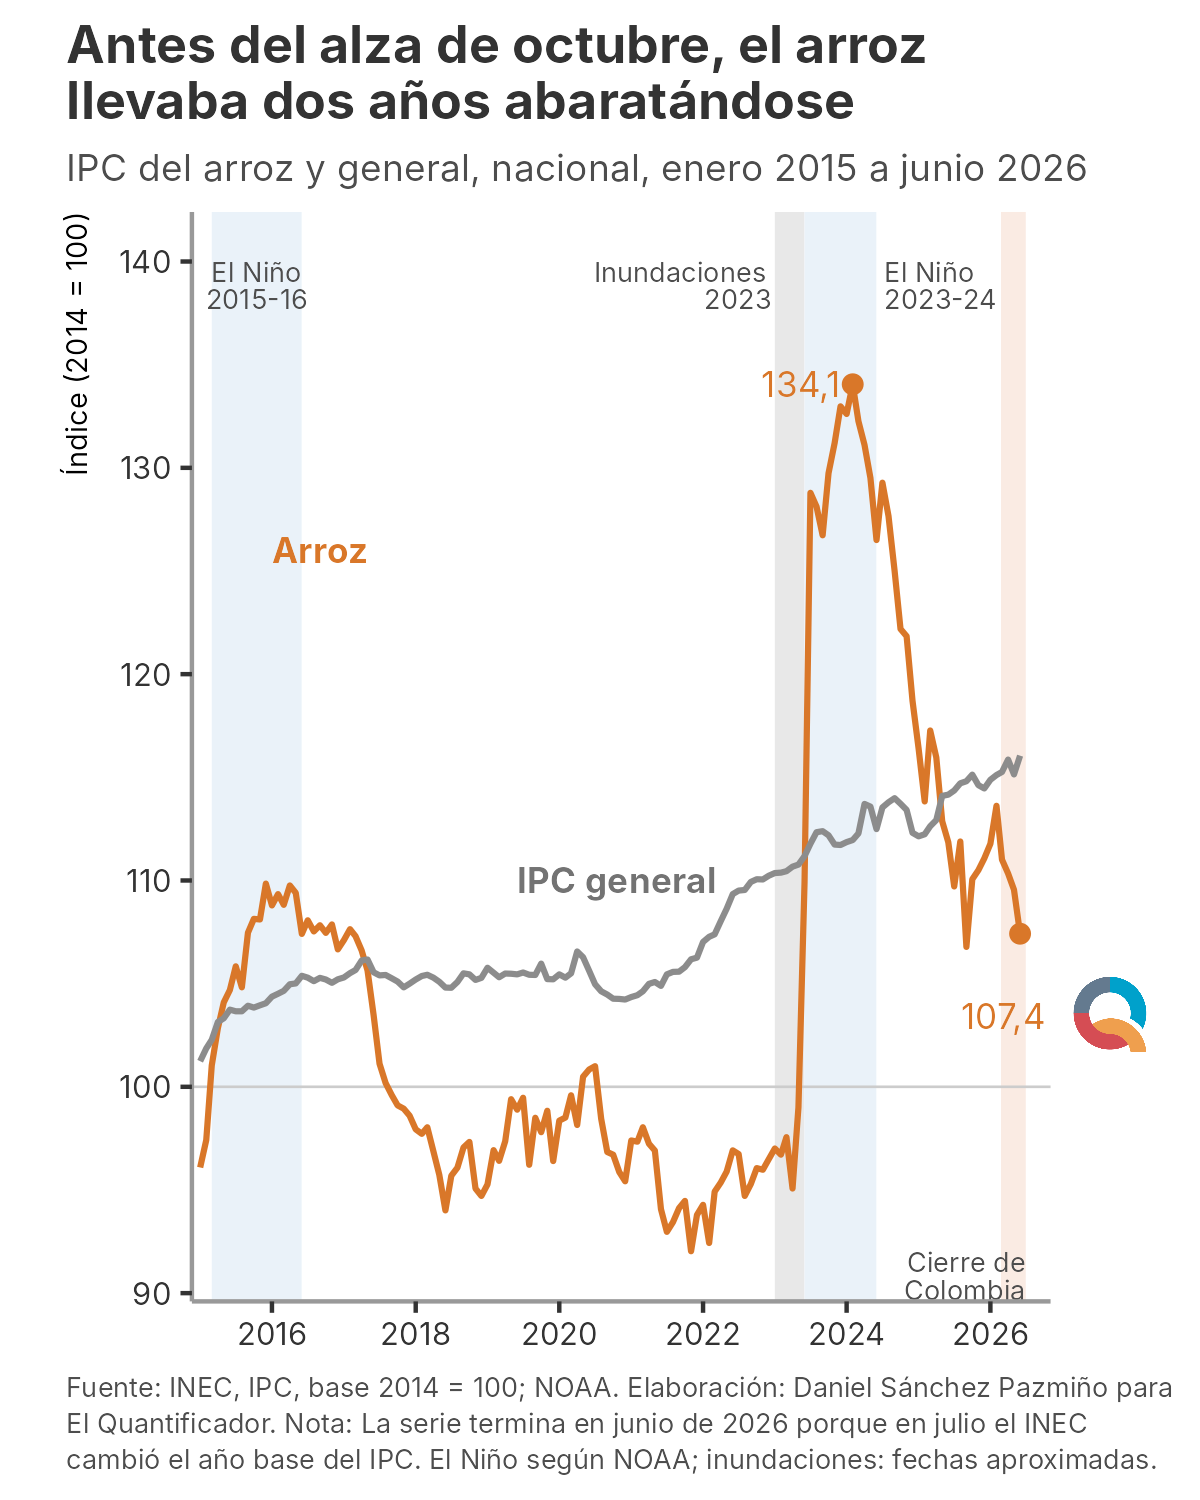 Antes del alza de octubre, el arroz
llevaba dos años abaratándose
IPC del arroz y general, nacional, enero 2015 a junio 2026
Índice (2014 = 100)
140
130
120
110
100
90
El Niño
2015-16
Inundaciones
2023
El Niño
2023-24
134,1
Arroz
IPC general
107,4
Cierre de
Colombia
2016
2018
2020
2022
2024
2026
Fuente: INEC, IPC, base 2014 = 100; NOAA. Elaboración: Daniel Sánchez Pazmiño para
El Quantificador. Nota: La serie termina en junio de 2026 porque en julio el INEC
cambió el año base del IPC. El Niño según NOAA; inundaciones: fechas aproximadas.